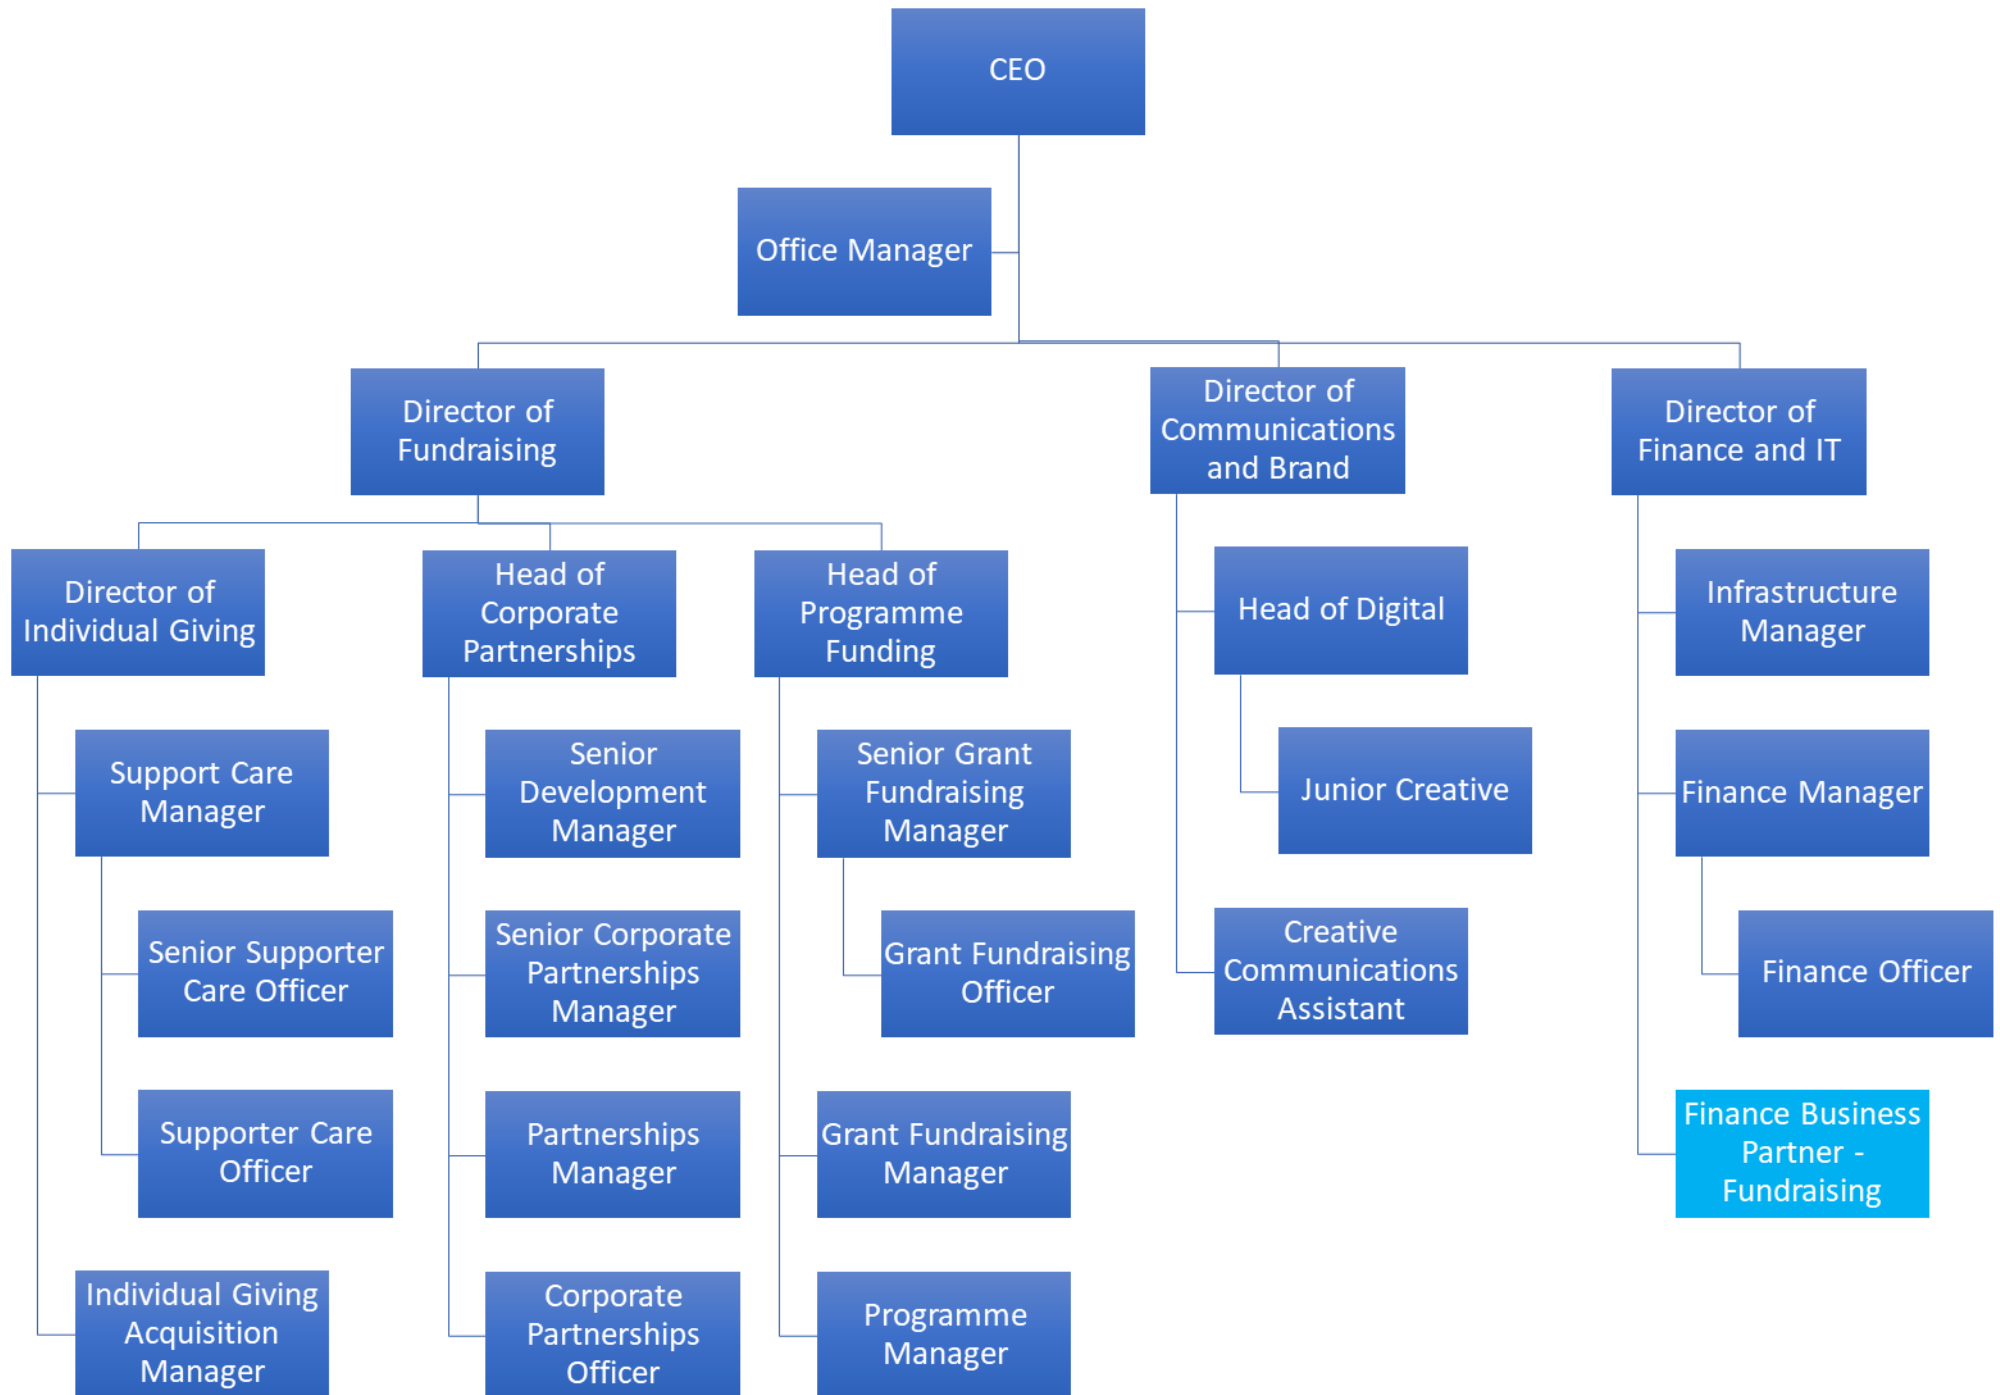 CEO
Office Manager
Director of
Fundraising
Director of
Communications
and Brand
Director of
Finance and IT
Director of
Individual Giving
Head of
Corporate
Partnerships
Head of
Programme
Funding
Head of Digital
Infrastructure
Manager
Support Care
Manager
Senior
Development
Manager
Senior Grant
Fundraising
Manager
Junior Creative
Finance Manager
Senior Supporter
Care Officer
Senior Corporate
Partnerships
Manager
Grant Fundraising
Officer
Creative
Communications
Assistant
Finance Officer
Supporter Care
Officer
Partnerships
Manager
Grant Fundraising
Manager
Finance Business
Partner -
Fundraising
Individual Giving
Acquisition
Manager
Corporate
Partnerships
Officer
Programme
Manager